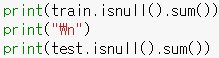 print(train.isnull().sum())
print("₩n")
print(test.isnull().sum())